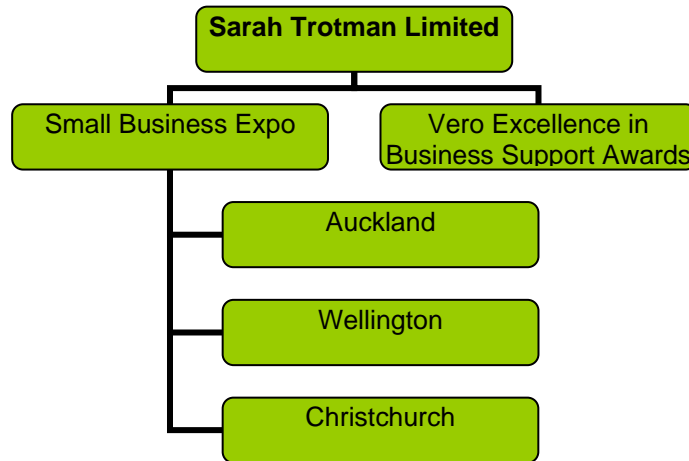 Sarah Trotman Limited
Small Business Expo
Vero Excellence in
Business Support Awards
Auckland
Wellington
Christchurch